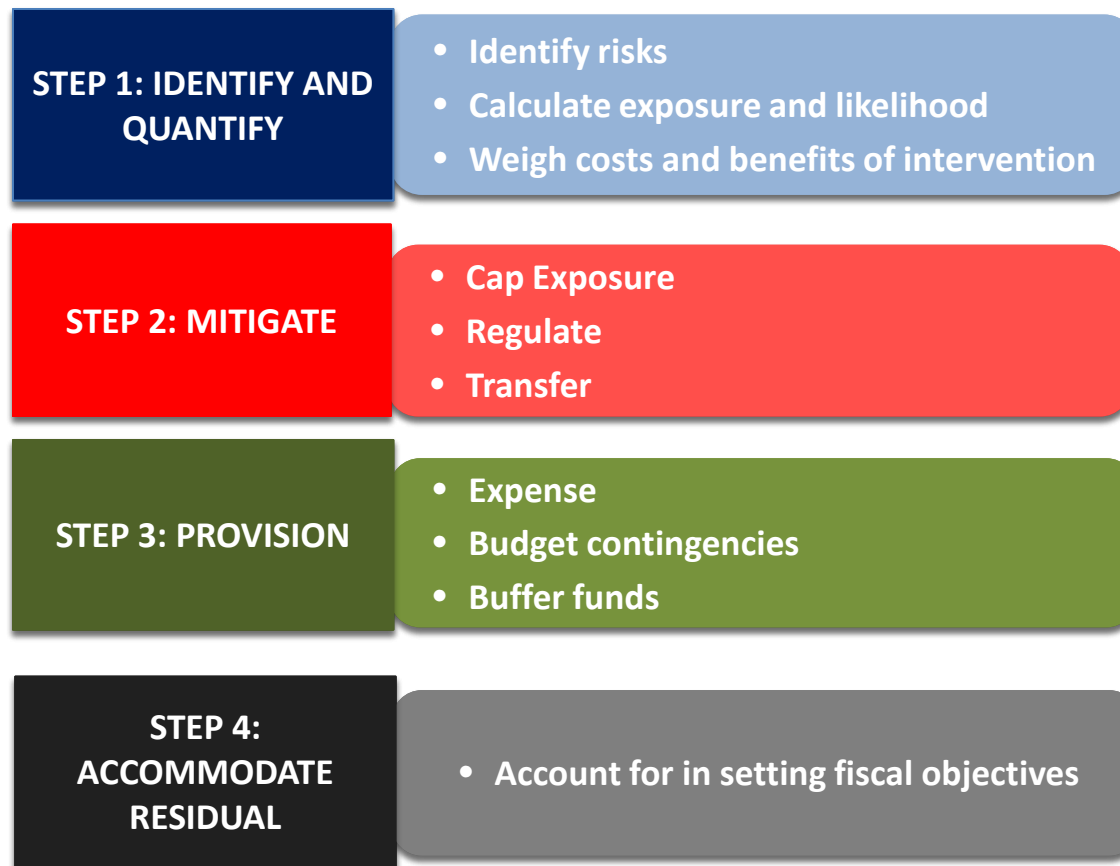 STEP 1: IDENTIFY AND
QUANTIFY
• Identify risks
• Calculate exposure and likelihood
• Weigh costs and benefits of intervention
STEP 2: MITIGATE
• Cap Exposure
• Regulate
• Transfer
STEP 3: PROVISION
• Expense
• Budget contingencies
• Buffer funds
STEP 4:
ACCOMMODATE
RESIDUAL
• Account for in setting fiscal objectives